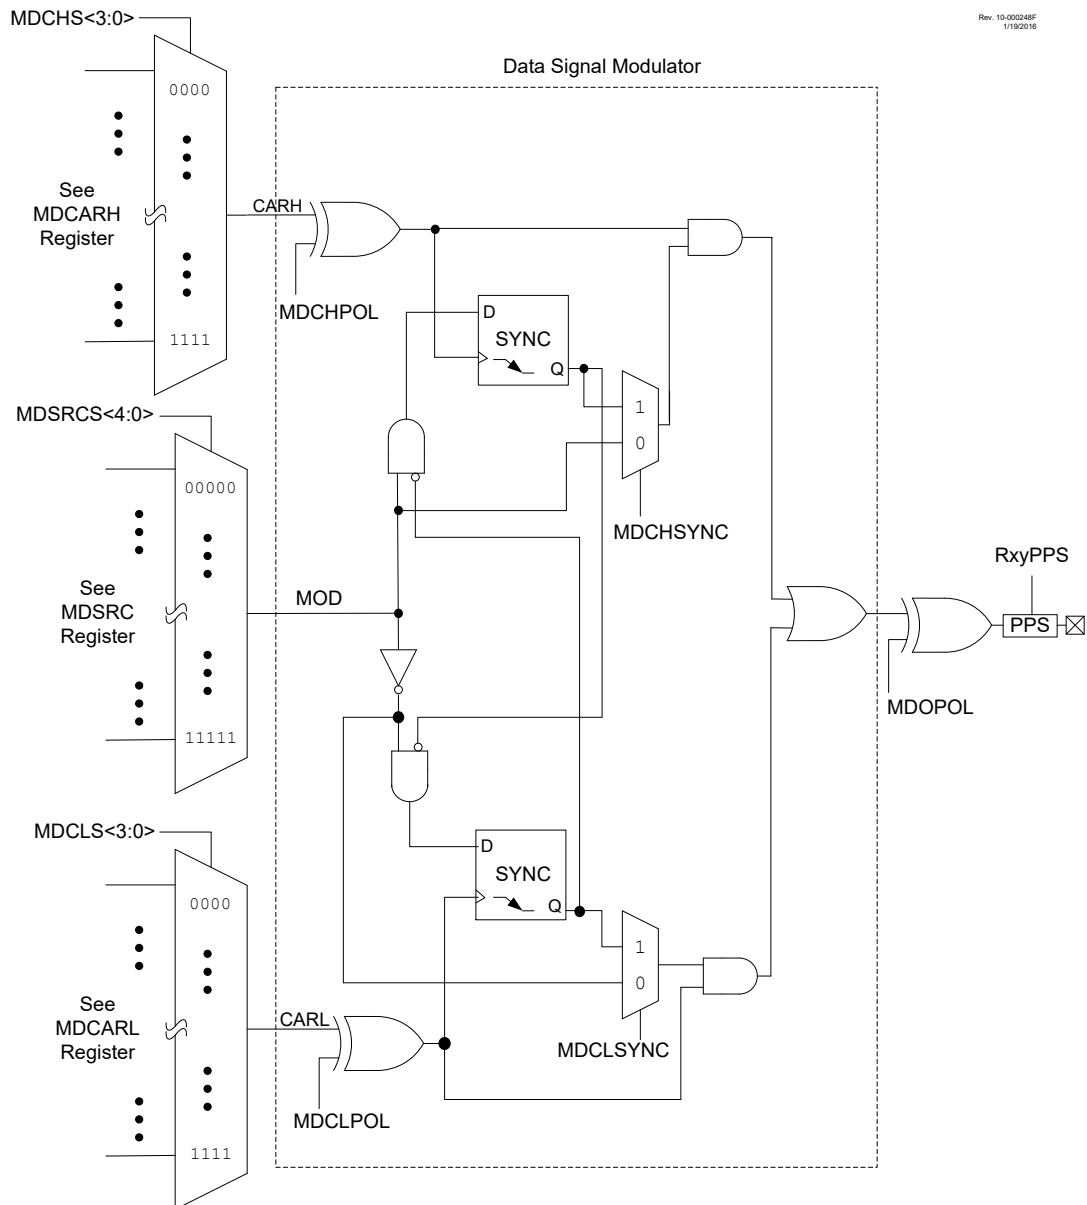 MDCHS<3:0>
Rev. 10-000248F
1/19/2016
Data Signal Modulator
0000
See
MDCARH
Register
CARH
MDCHPOL
1111
D
SYNC
Q
1
0
MDCHSYNC
MDSRCS<4:0>
00000
See
MDSRC
Register
MOD
RxyPPS
PPS
MDOPOL
11111
MDCLS<3:0>
D
SYNC
Q
0000
1
0
See
MDCARL
Register
CARL
MDCLSYNC
MDCLPOL
1111